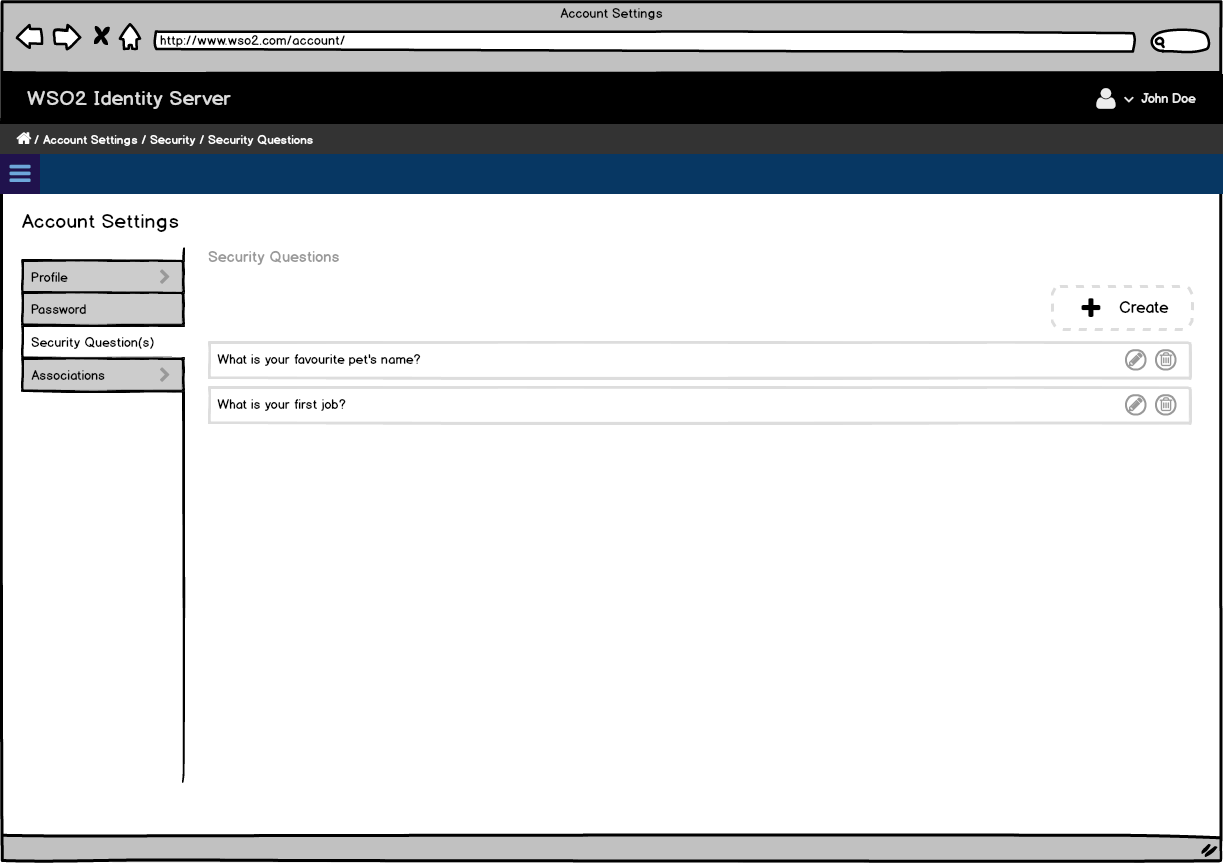 Account Settings
http://www.wso2.com/account/
WSO2 Identity Server
John Doe
/ Account Settings / Security / Security Questions
Account Settings
Security Questions
Profile
Password
Security Question(s)
Associations
Create
What is your favourite pet's name?
What is your first job?